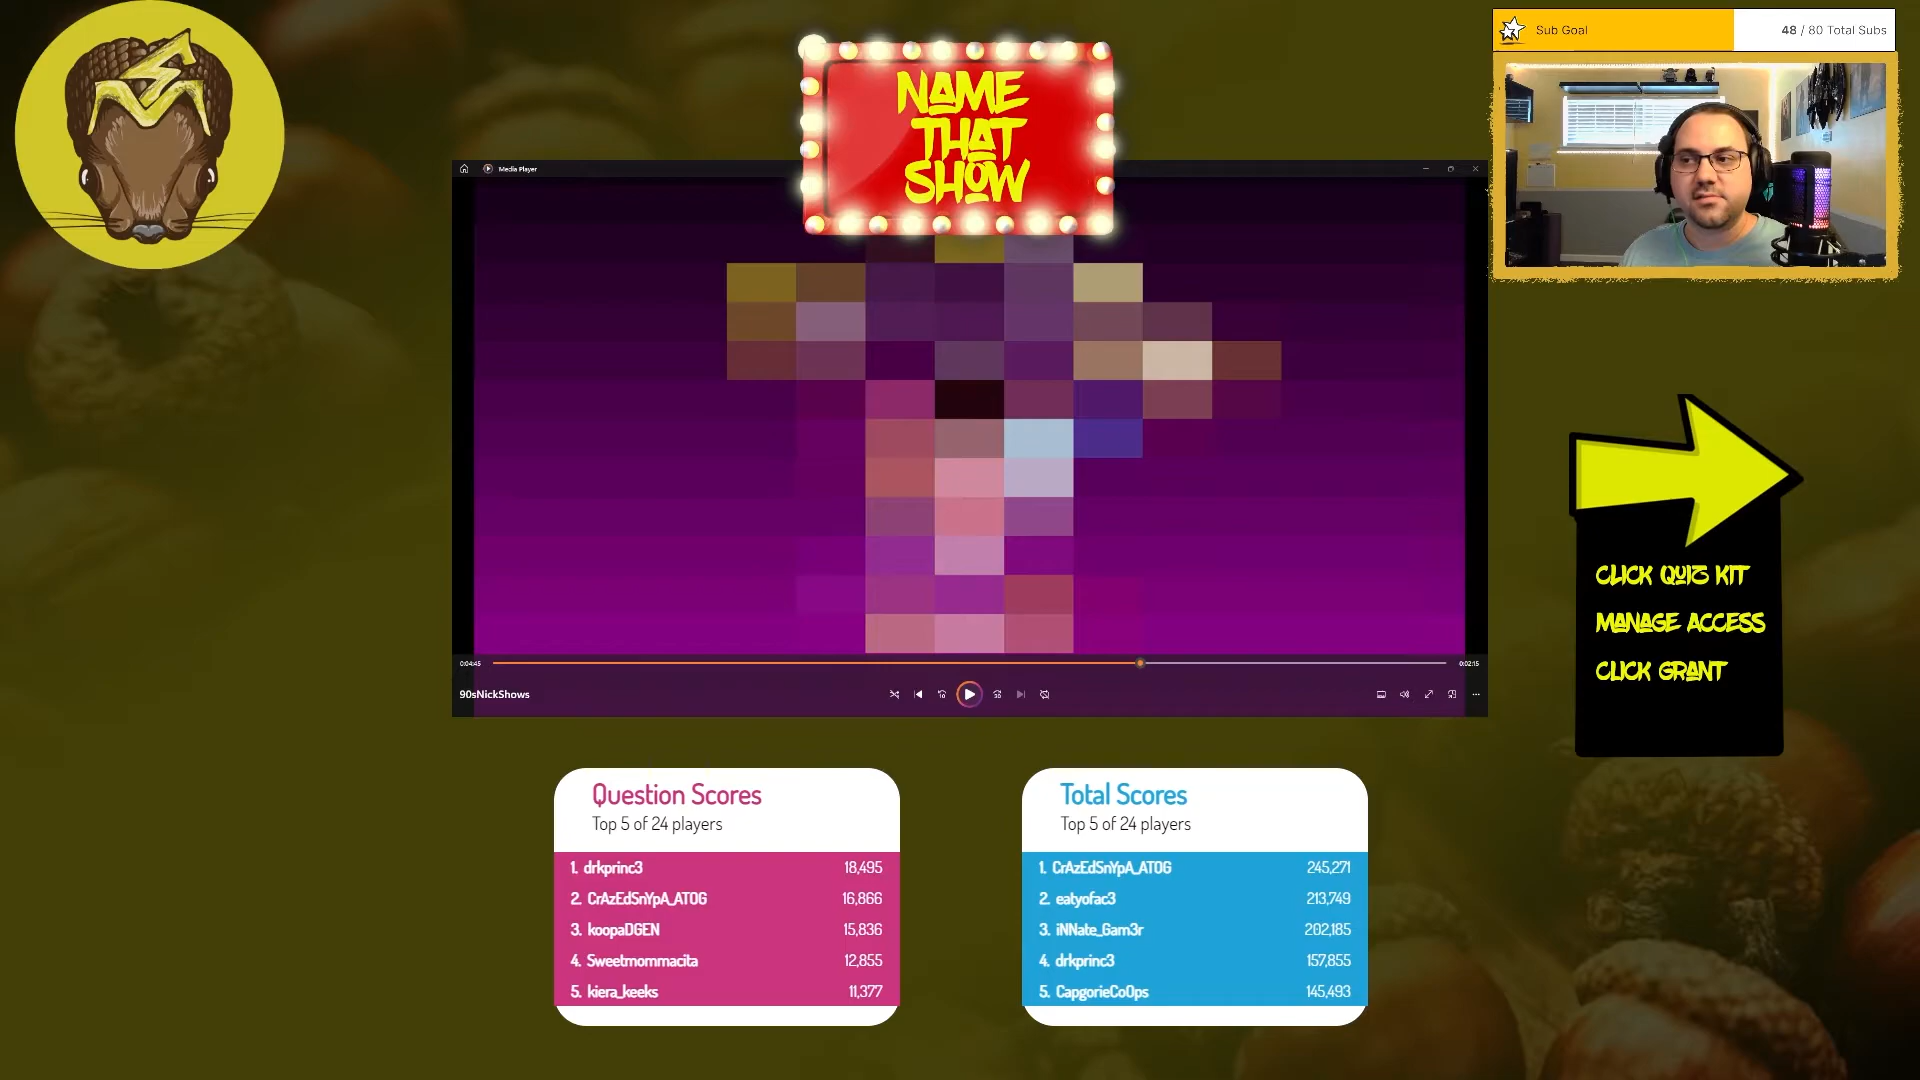 Sub Goal
48 / 80 Total Subs
NAME
THAT
SHOW
Media Player
0:04:45
0:02:15
90sNickShows
10
30
CLICK QUIZ KIT
MANAGE ACCESS
CLICK GRANT
Question Scores
Top 5 of 24 players
1. drkprinc3 18,495
2. CrAzEdSnYpA_ATOG 16,866
3. koopaDGEN 15,836
4. Sweetmommacita 12,855
5. kiera_keeks 11,377
Total Scores
Top 5 of 24 players
1. CrAzEdSnYpA_ATOG 245,271
2. eatyofac3 213,749
3. iNNate_Gam3r 202,185
4. drkprinc3 157,855
5. CapgorieCoOps 145,493